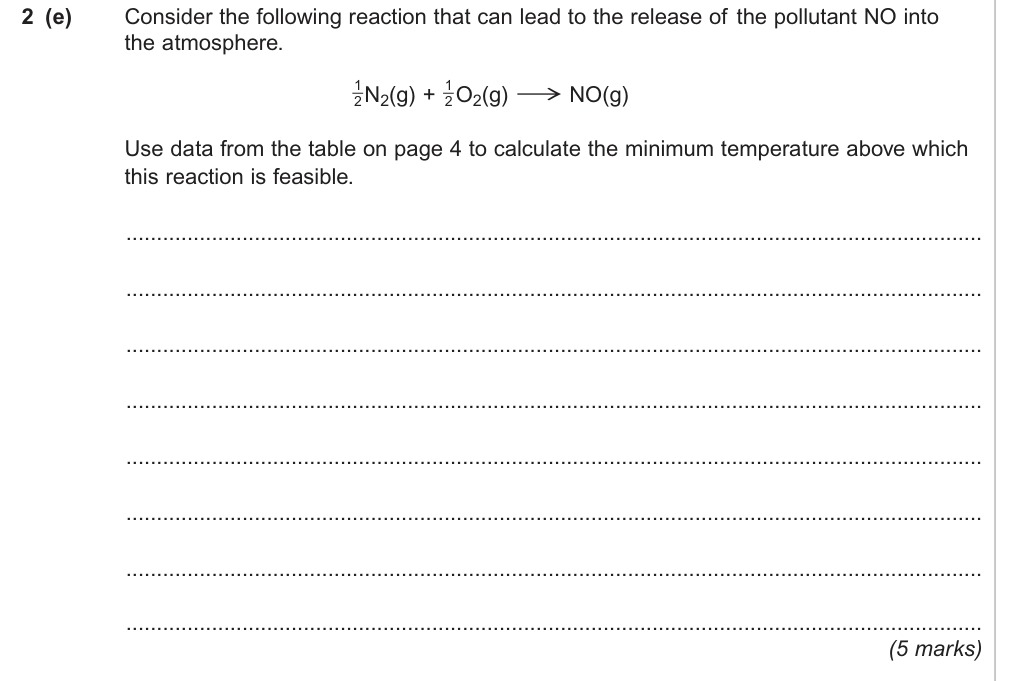 2 (e) Consider the following reaction that can lead to the release of the pollutant NO into
the atmosphere.
½N₂(g) + ½O₂(g) ⟶ NO(g)
Use data from the table on page 4 to calculate the minimum temperature above which
this reaction is feasible.
(5 marks)